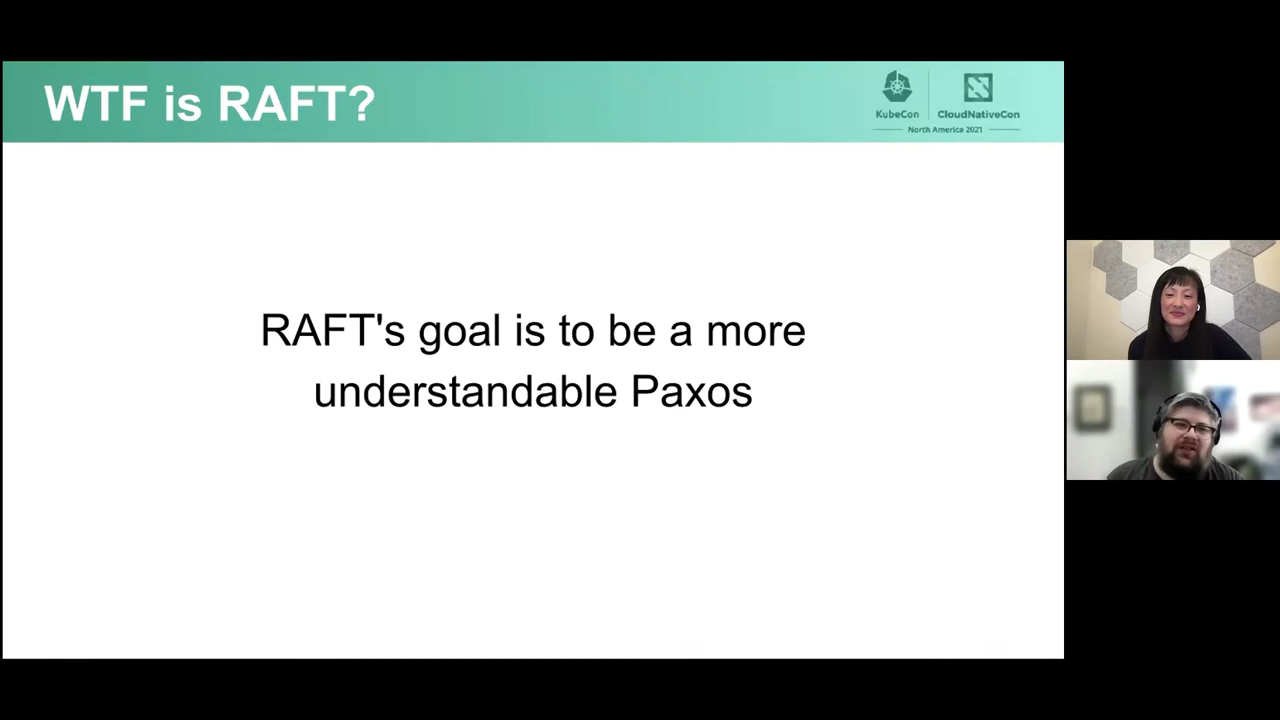 WTF is RAFT?
KubeCon
CloudNativeCon
North America 2021
RAFT's goal is to be a more
understandable Paxos